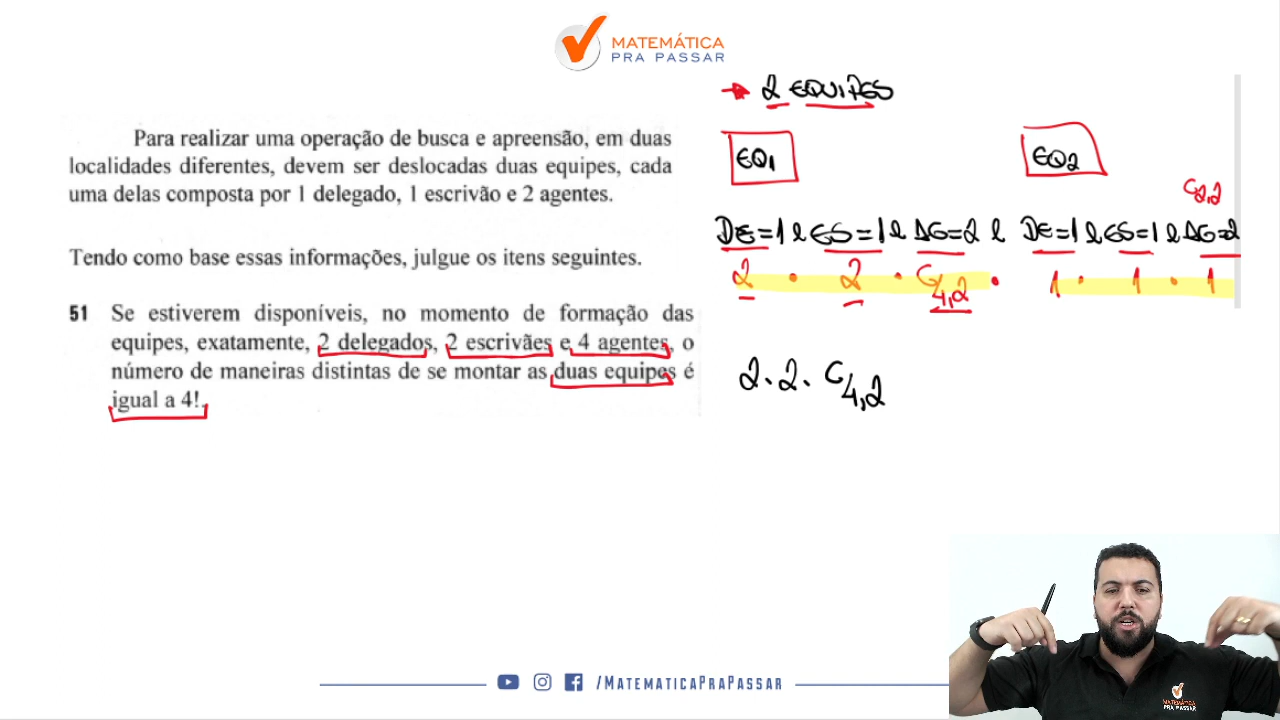 MATEMÁTICA
PRA PASSAR
Para realizar uma operação de busca e apreensão, em duas
localidades diferentes, devem ser deslocadas duas equipes, cada
uma delas composta por 1 delegado, 1 escrivão e 2 agentes.
Tendo como base essas informações, julgue os itens seguintes.
51 Se estiverem disponíveis, no momento de formação das
equipes, exatamente, 2 delegados, 2 escrivães e 4 agentes, o
número de maneiras distintas de se montar as duas equipes é
igual a 4!.
2 EQUIPES
EQ1
EQ2
C2,2
DE=1 e ES=1 e AG=2 e DE=1 e ES=1 e AG=2
2 . 2 . C4,2 . 1 . 1 . 1
2. 2. C4,2
/MATEMATICAPRAPASSAR
MATEMÁTICA
PRA PASSAR